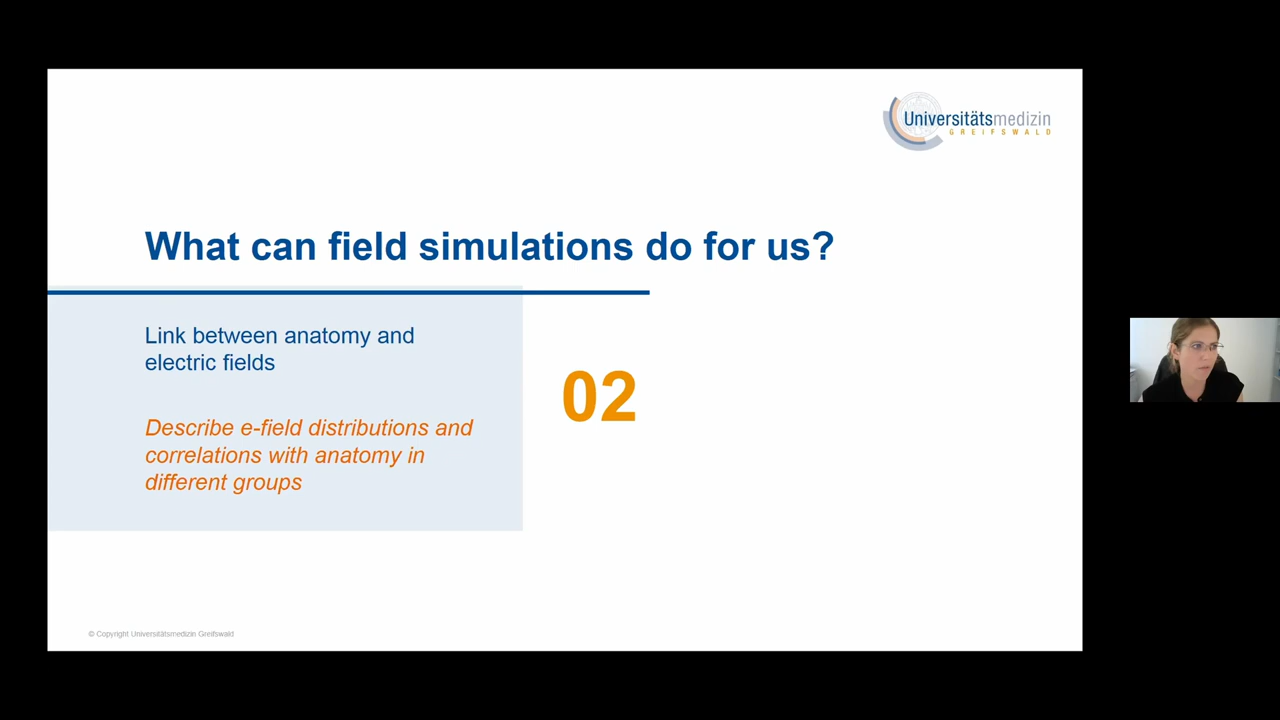 Universitätsmedizin
GREIFSWALD
What can field simulations do for us?
Link between anatomy and
electric fields
Describe e-field distributions and
correlations with anatomy in
different groups
02
© Copyright Universitätsmedizin Greifswald